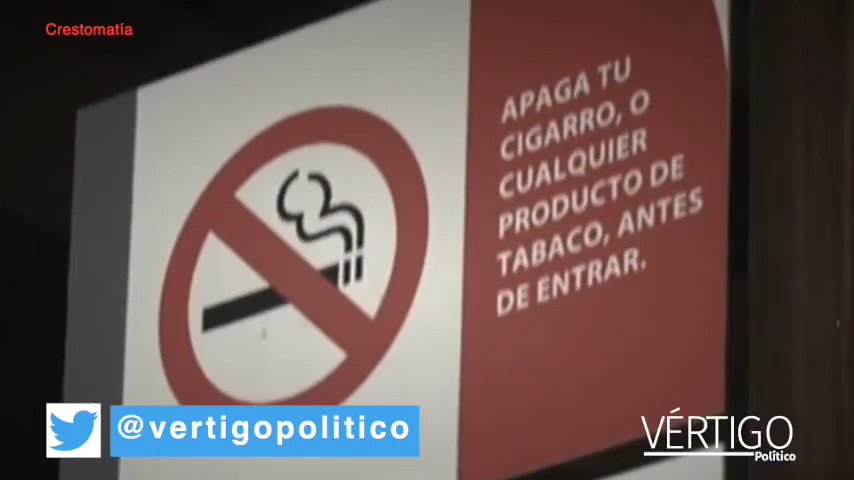 Crestomatía
APAGA TU
CIGARRO, O
CUALQUIER
PRODUCTO DE
TABACO, ANTES
DE ENTRAR.
@vertigopolitico
VÉRTIGO
Político